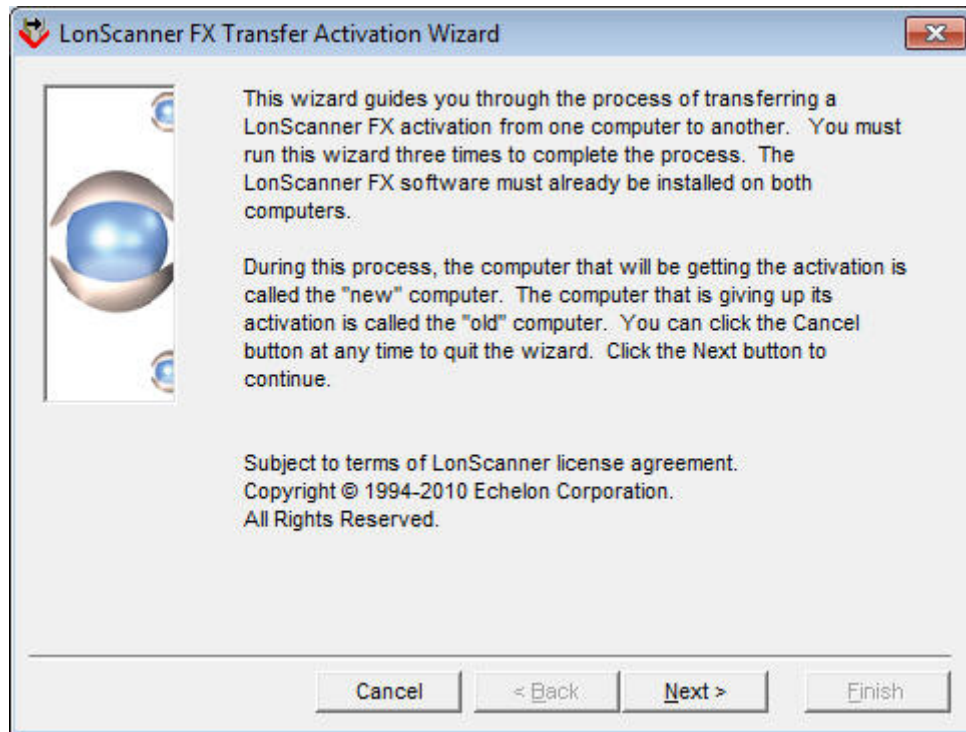 LonScanner FX Transfer Activation Wizard
This wizard guides you through the process of transferring a
LonScanner FX activation from one computer to another. You must
run this wizard three times to complete the process. The
LonScanner FX software must already be installed on both
computers.
During this process, the computer that will be getting the activation is
called the "new" computer. The computer that is giving up its
activation is called the "old" computer. You can click the Cancel
button at any time to quit the wizard. Click the Next button to
continue.
Subject to terms of LonScanner license agreement.
Copyright © 1994-2010 Echelon Corporation.
All Rights Reserved.
Cancel < Back Next > Finish